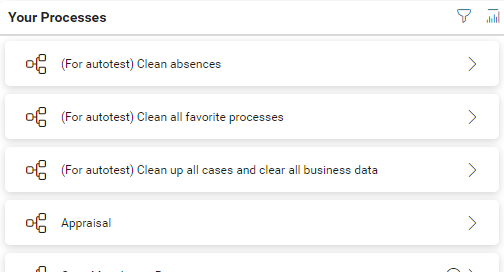 Your Processes
(For autotest) Clean absences
(For autotest) Clean all favorite processes
(For autotest) Clean up all cases and clear all business data
Appraisal